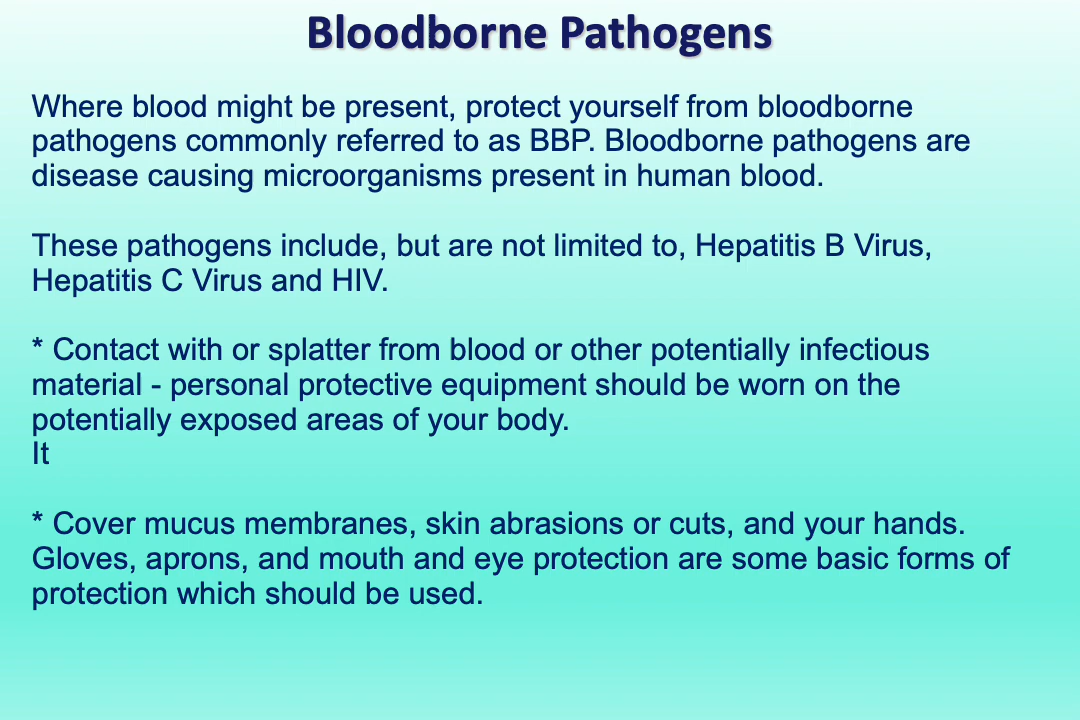 Bloodborne Pathogens
Where blood might be present, protect yourself from bloodborne
pathogens commonly referred to as BBP. Bloodborne pathogens are
disease causing microorganisms present in human blood.
These pathogens include, but are not limited to, Hepatitis B Virus,
Hepatitis C Virus and HIV.
* Contact with or splatter from blood or other potentially infectious
material - personal protective equipment should be worn on the
potentially exposed areas of your body.
It
* Cover mucus membranes, skin abrasions or cuts, and your hands.
Gloves, aprons, and mouth and eye protection are some basic forms of
protection which should be used.